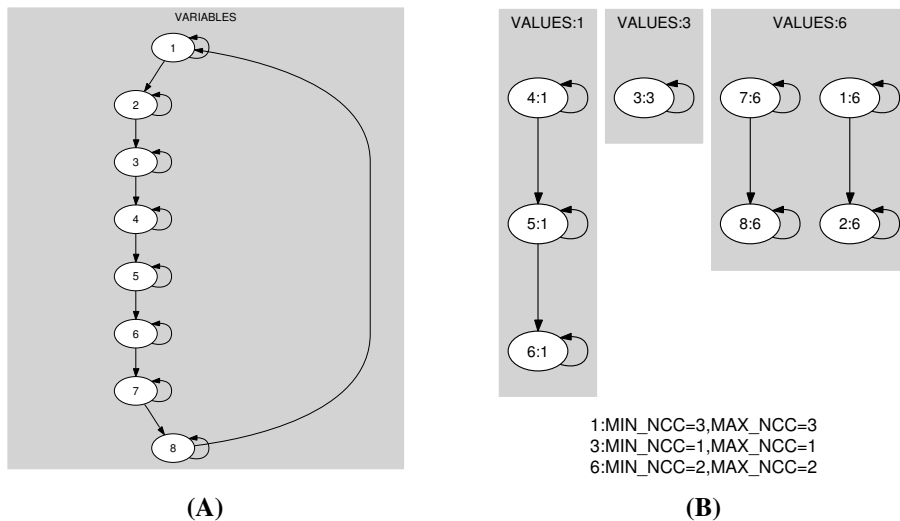 VARIABLES
1
2
3
4
5
6
7
8
(A)
VALUES:1 VALUES:3 VALUES:6
4:1 3:3 7:6 1:6
5:1 8:6 2:6
6:1
1:MIN_NCC=3,MAX_NCC=3
3:MIN_NCC=1,MAX_NCC=1
6:MIN_NCC=2,MAX_NCC=2
(B)